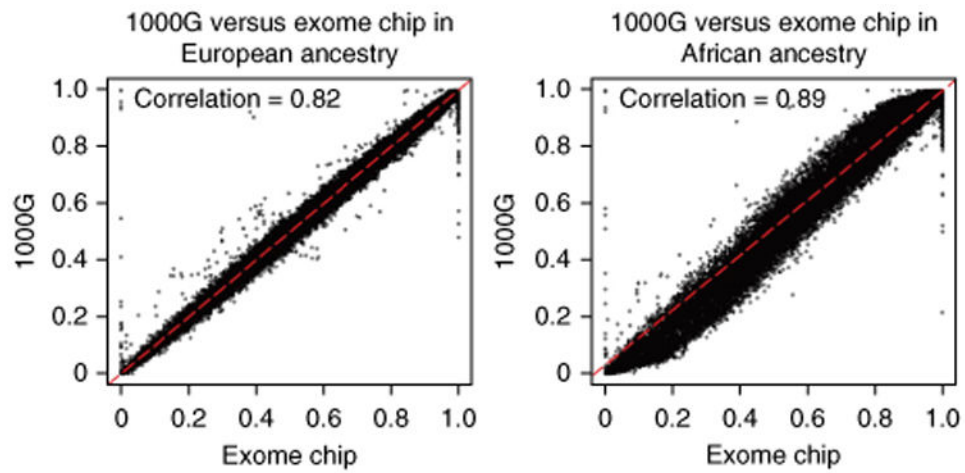 1000G versus exome chip in
European ancestry
Correlation = 0.82
1.0
0.8
0.6
0.4
0.2
0
1000G
0 0.2 0.4 0.6 0.8 1.0
Exome chip
1000G versus exome chip in
African ancestry
Correlation = 0.89
1.0
0.8
0.6
0.4
0.2
0
1000G
0 0.2 0.4 0.6 0.8 1.0
Exome chip